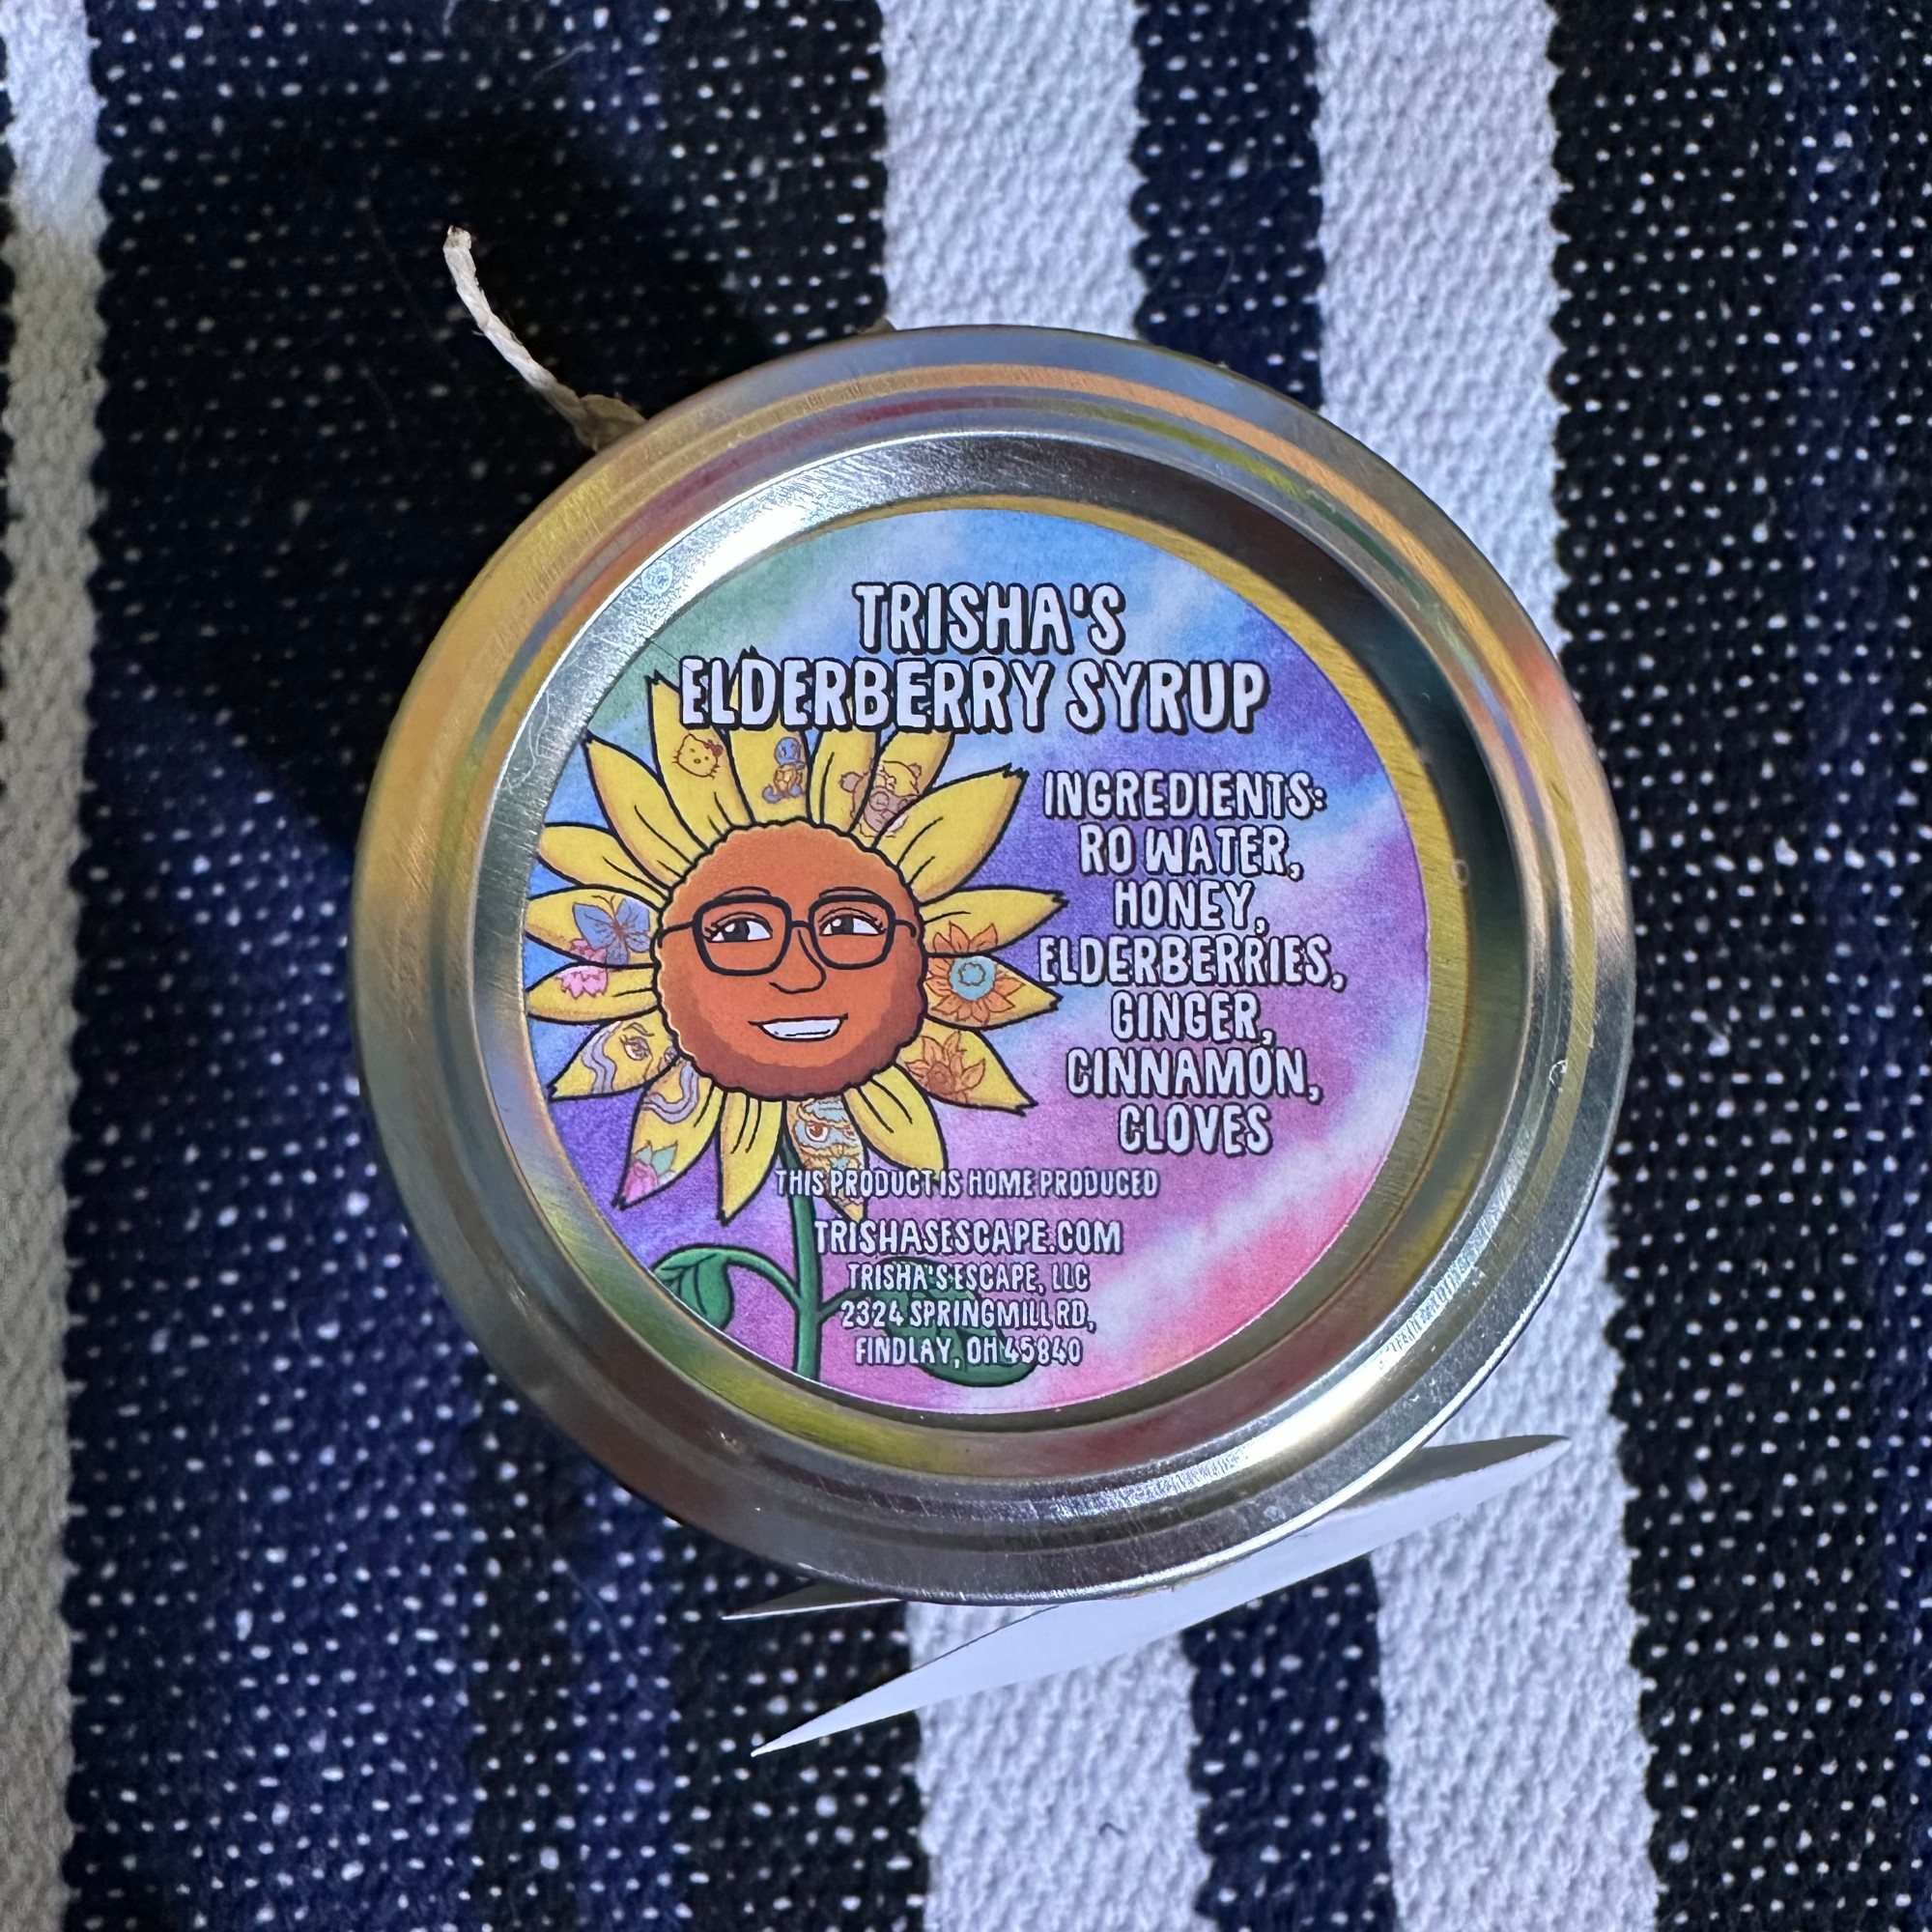 TRISHA'S
ELDERBERRY SYRUP
INGREDIENTS:
RO WATER,
HONEY,
ELDERBERRIES,
GINGER,
CINNAMON,
CLOVES
THIS PRODUCT IS HOME PRODUCED
TRISHASESCAPE.COM
TRISHA'S ESCAPE, LLC
2324 SPRINGMILL RD,
FINDLAY, OH 45840